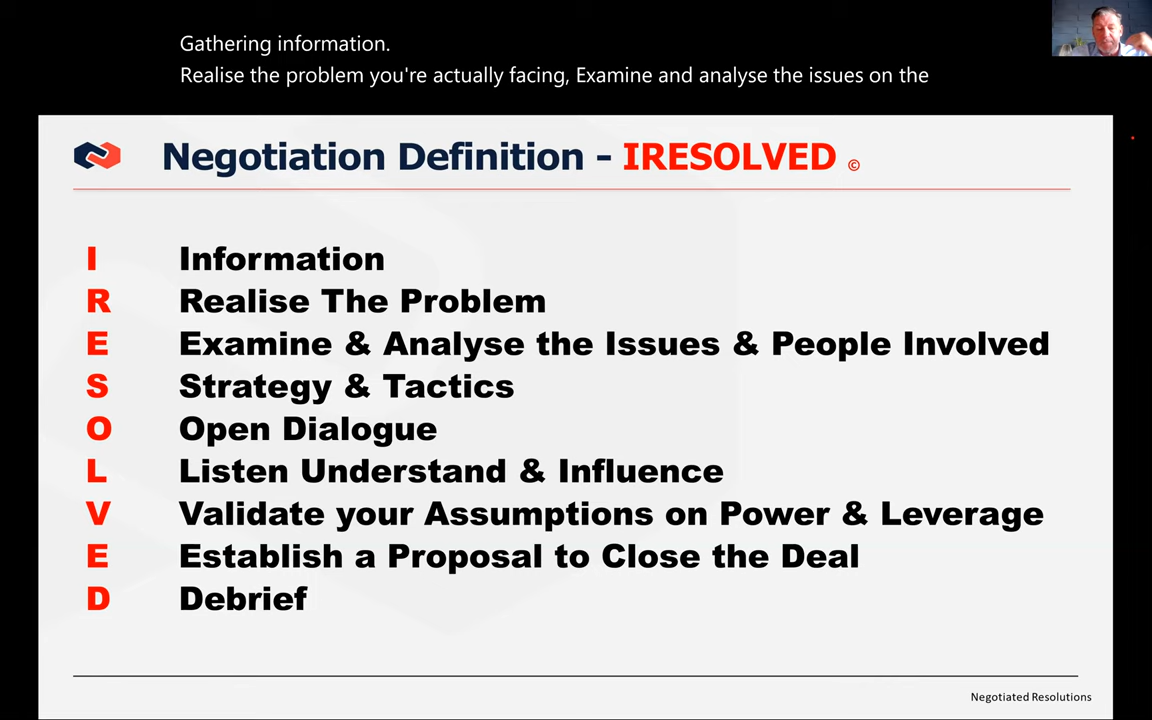 Gathering information.
Realise the problem you're actually facing, Examine and analyse the issues on the
Negotiation Definition - IRESOLVED ©
I Information
R Realise The Problem
E Examine & Analyse the Issues & People Involved
S Strategy & Tactics
O Open Dialogue
L Listen Understand & Influence
V Validate your Assumptions on Power & Leverage
E Establish a Proposal to Close the Deal
D Debrief
Negotiated Resolutions